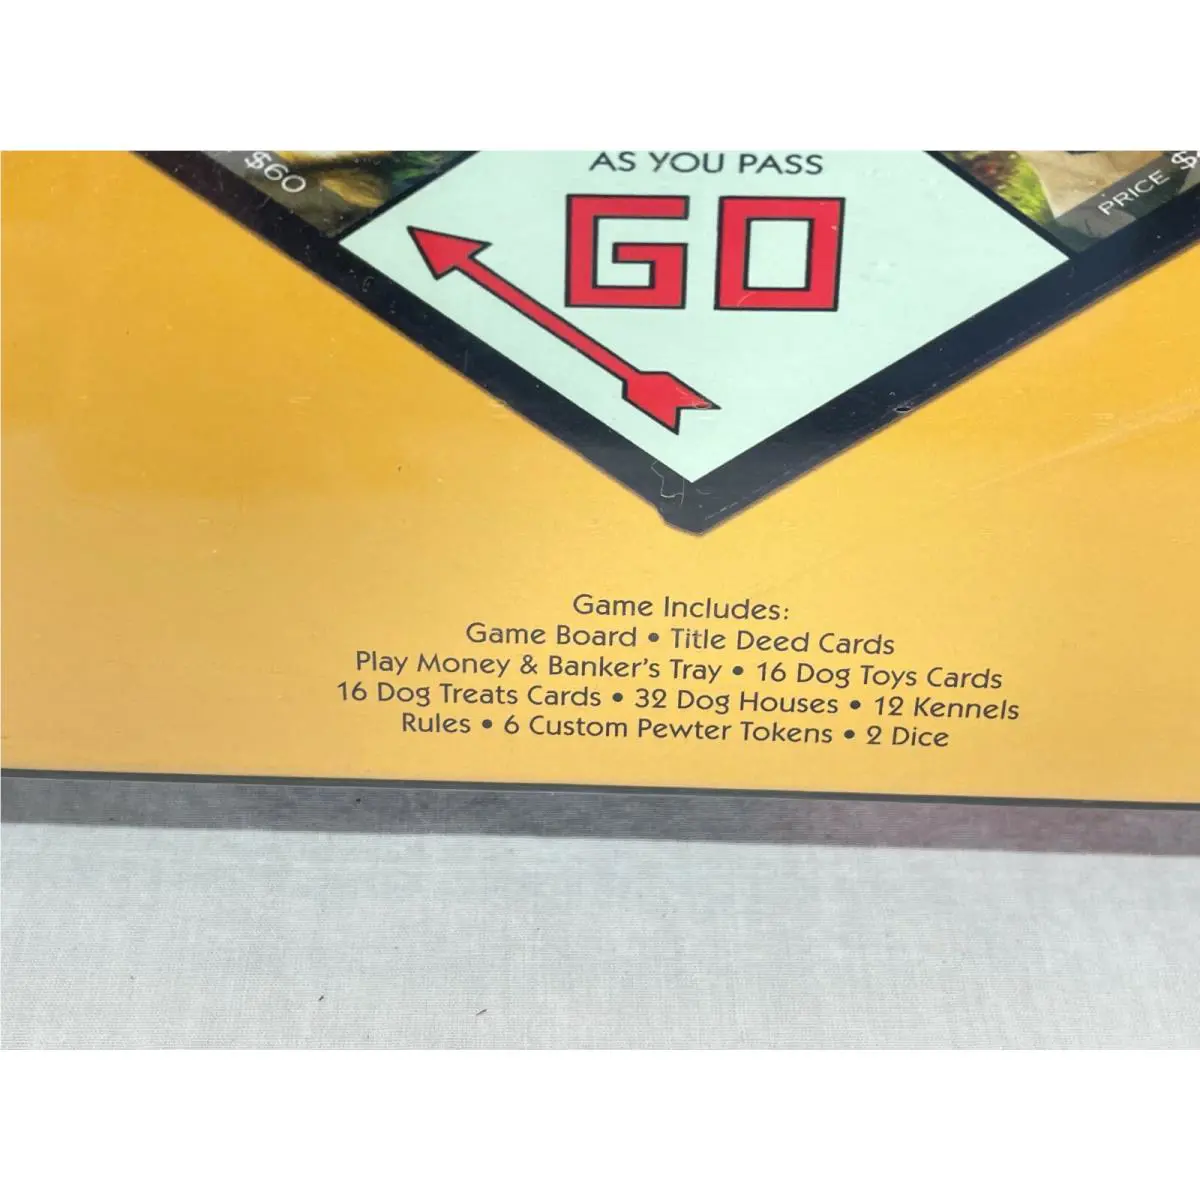 $60
AS YOU PASS
PRICE
GO
Game Includes:
Game Board • Title Deed Cards
Play Money & Banker's Tray • 16 Dog Toys Cards
16 Dog Treats Cards • 32 Dog Houses • 12 Kennels
Rules • 6 Custom Pewter Tokens • 2 Dice